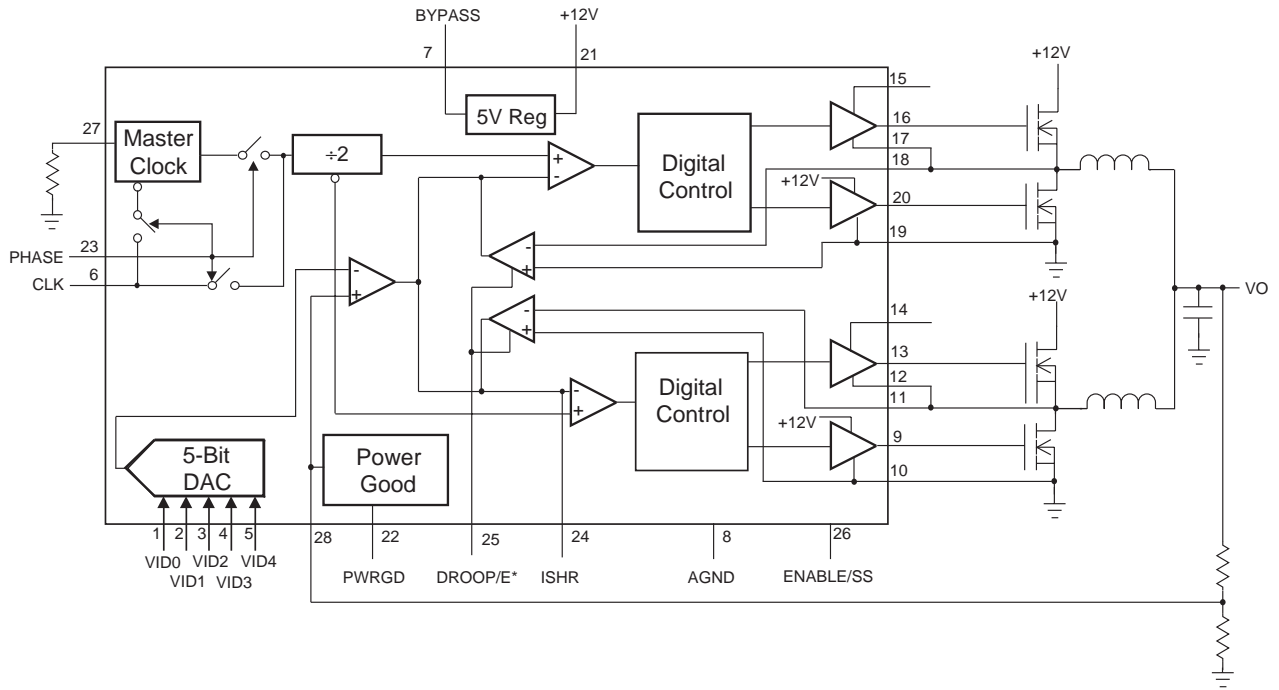 BYPASS
+12V
7
21
+12V
15
5V Reg
27
Master
Clock
÷2
+
-
Digital
Control
16
17
18
+12V
20
19
PHASE
23
CLK
6
-
+
-
+
-
+
VO
+12V
14
13
12
11
-
+
Digital
Control
+12V
9
10
5-Bit
DAC
Power
Good
1
2
3
4
5
28
22
25
24
8
26
VID0
VID2
VID4
VID1
VID3
PWRGD
DROOP/E*
ISHR
AGND
ENABLE/SS